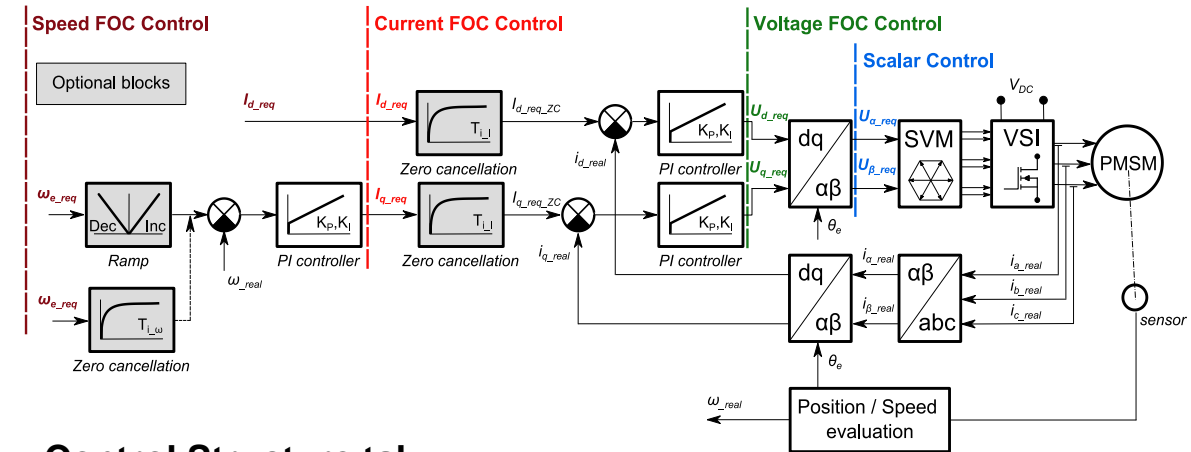 Speed FOC Control
Current FOC Control
Voltage FOC Control
Scalar Control
Optional blocks
I_d_req
I_d_req
T_i_I
Zero cancellation
I_d_req_ZC
i_d_real
K_P,K_I
PI controller
U_d_req
U_q_req
dq
αβ
θ_e
U_α_req
U_β_req
SVM
V_DC
VSI
PMSM
ω_e_req
Dec Inc
Ramp
ω_real
K_P,K_I
PI controller
I_q_req
T_i_I
Zero cancellation
I_q_req_ZC
i_q_real
K_P,K_I
PI controller
ω_e_req
T_i_ω
Zero cancellation
dq
αβ
θ_e
i_α_real
i_β_real
αβ
abc
i_a_real
i_b_real
i_c_real
sensor
ω_real
Position / Speed
evaluation